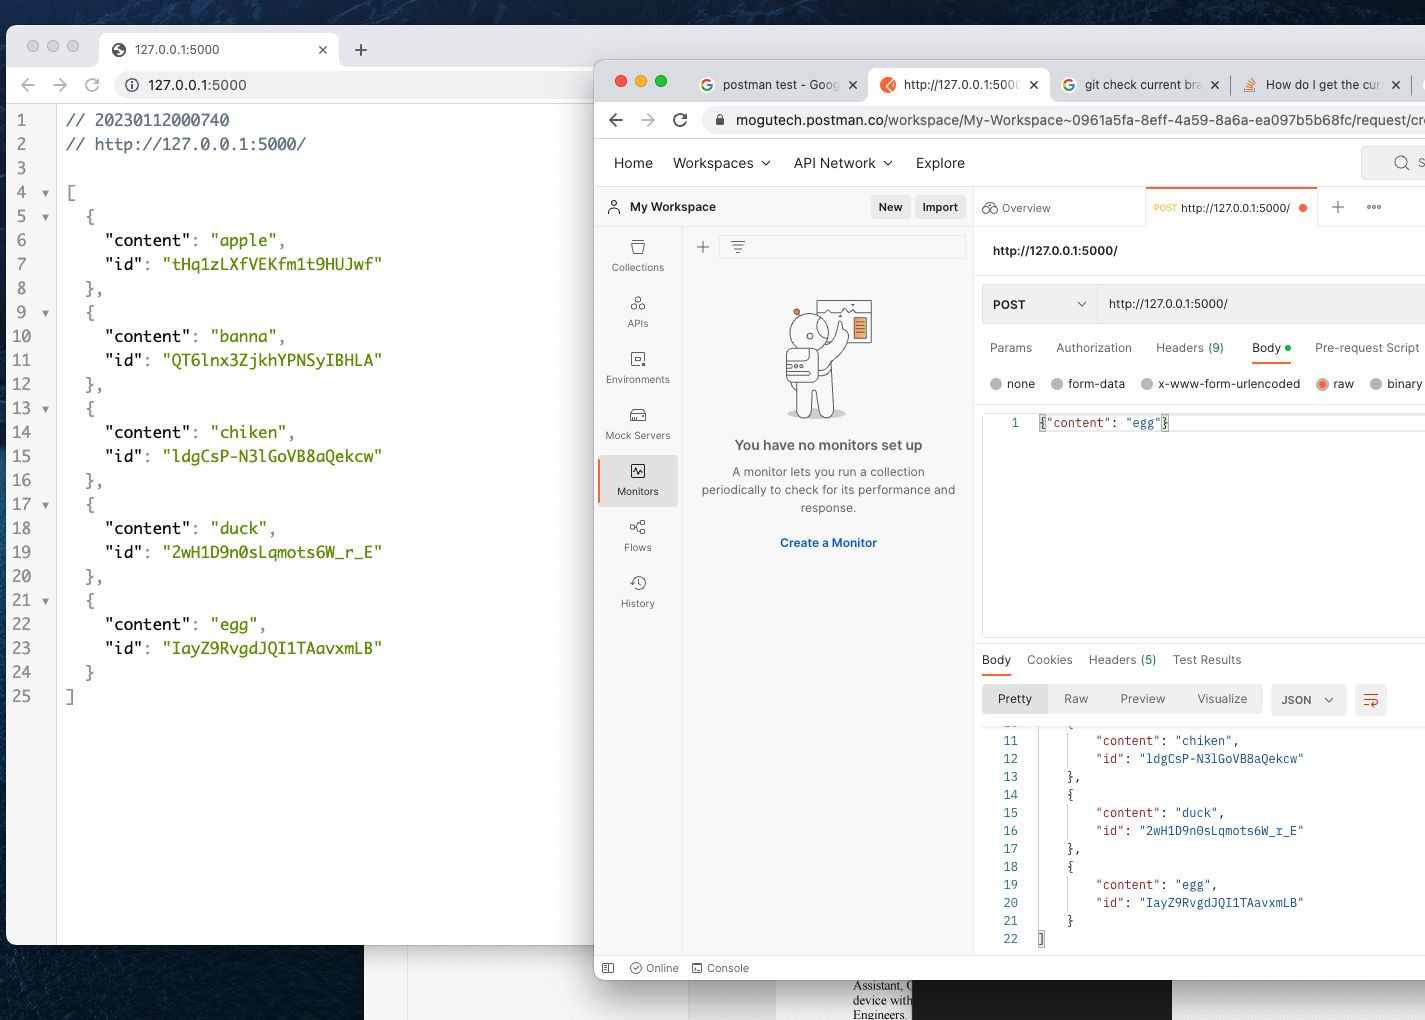 127.0.0.1:5000
127.0.0.1:5000
1 // 20230112000740
2 // http://127.0.0.1:5000/
3
4 [
5 {
6 "content": "apple",
7 "id": "tHq1zLXfVEKfm1t9HUJwf"
8 },
9 {
10 "content": "banna",
11 "id": "QT6lnx3ZjkhYPNSyIBHLA"
12 },
13 {
14 "content": "chiken",
15 "id": "ldgCsP-N3lGoVB8aQekcw"
16 },
17 {
18 "content": "duck",
19 "id": "2wH1D9n0sLqmots6W_r_E"
20 },
21 {
22 "content": "egg",
23 "id": "IayZ9RvgdJQI1TAavxmLB"
24 }
25 ]
postman test - Goog
http://127.0.0.1:5000
git check current bra
How do I get the cur
mogutech.postman.co/workspace/My-Workspace~0961a5fa-8eff-4a59-8a6a-ea097b5b68fc/request/cr
Home Workspaces API Network Explore
My Workspace New Import
Overview
POST http://127.0.0.1:5000/
Collections
APIs
Environments
Mock Servers
Monitors
Flows
History
You have no monitors set up
A monitor lets you run a collection
periodically to check for its performance and
response.
Create a Monitor
http://127.0.0.1:5000/
POST http://127.0.0.1:5000/
Params Authorization Headers (9) Body Pre-request Script
none form-data x-www-form-urlencoded raw binary
1 {"content": "egg"}
Body Cookies Headers (5) Test Results
Pretty Raw Preview Visualize JSON
11 "content": "chiken",
12 "id": "ldgCsP-N3lGoVB8aQekcw"
13 },
14 {
15 "content": "duck",
16 "id": "2wH1D9n0sLqmots6W_r_E"
17 },
18 {
19 "content": "egg",
20 "id": "IayZ9RvgdJQI1TAavxmLB"
21 }
22 ]
Online Console
Assistant,
device with
Engineers.